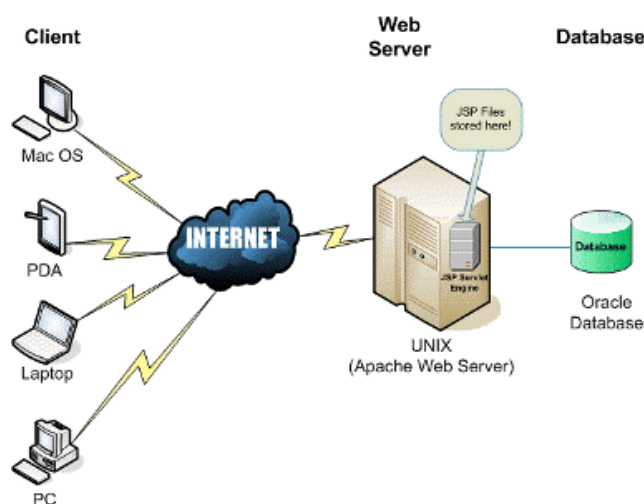 Client
Web
Server
Database
JSP Files
stored here!
Mac OS
INTERNET
PDA
Database
JSP Servlet
Engine
Oracle
Database
Laptop
UNIX
(Apache Web Server)
PC